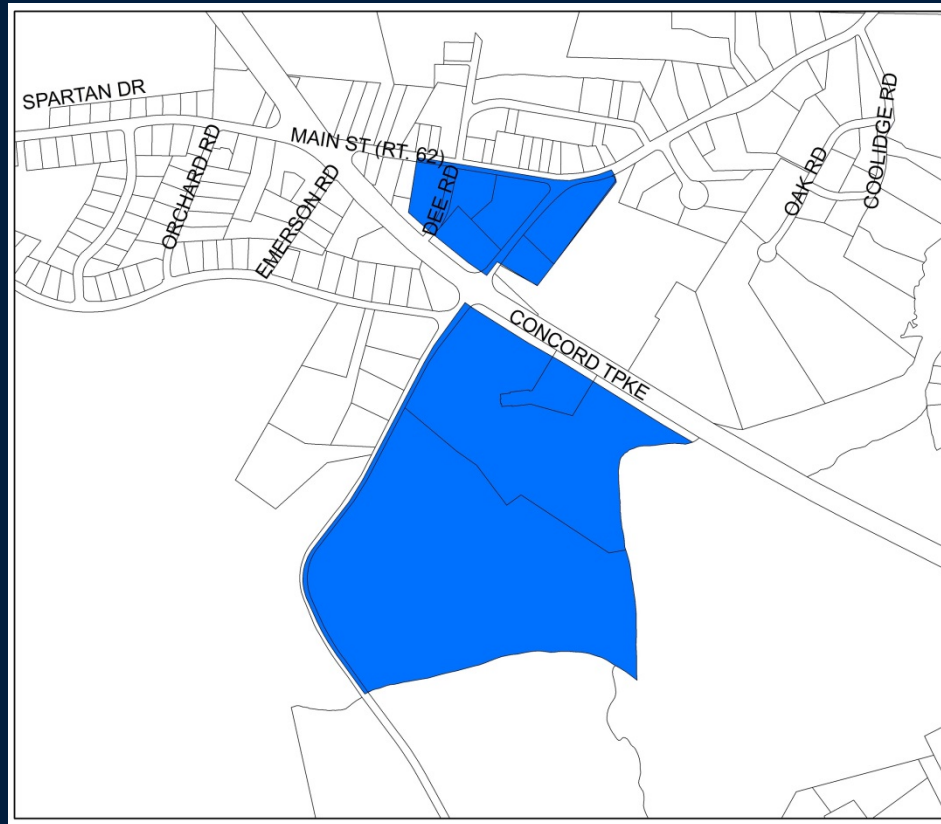 SPARTAN DR
MAIN ST (RT. 62)
ORCHARD RD
EMERSON RD
DEE RD
OAK RD
COOLIDGE RD
CONCORD TPKE